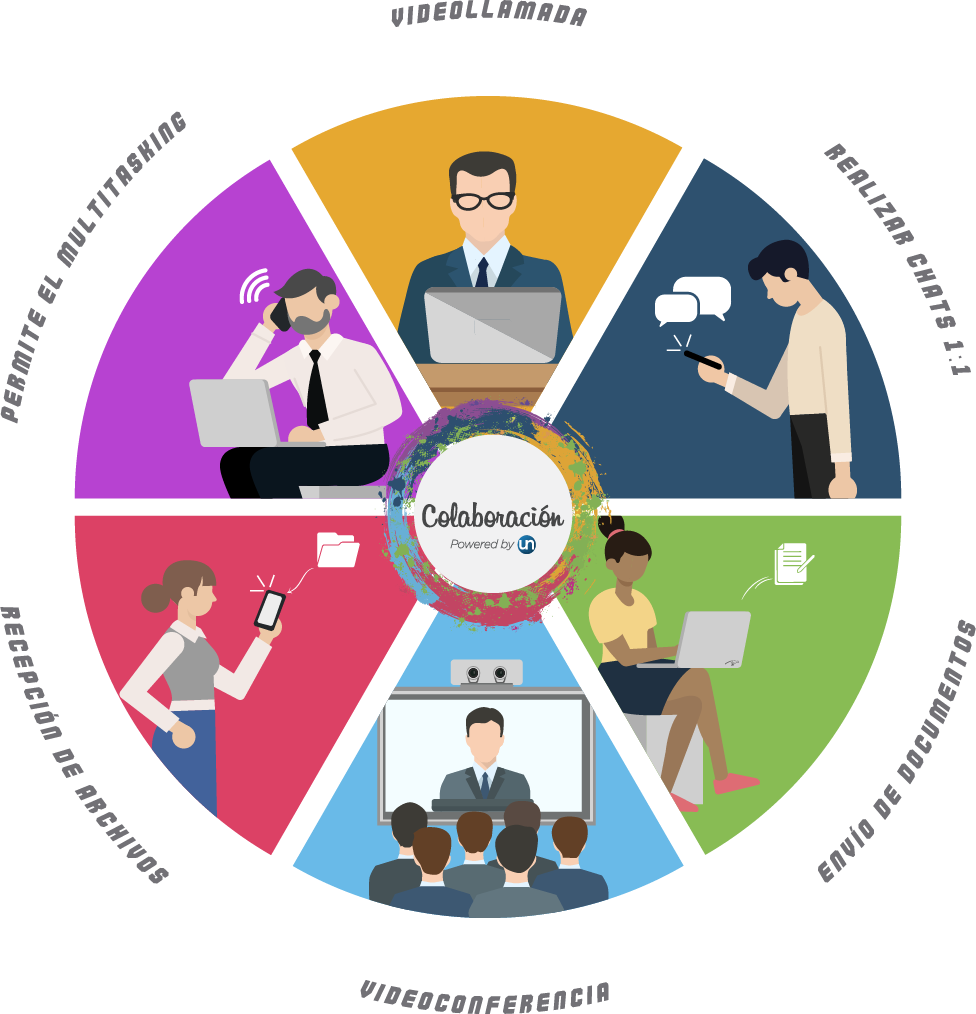 VIDEOLLAMADA
REALIZAR CHATS 1:1
ENVÍO DE DOCUMENTOS
VIDEOCONFERENCIA
RECEPCIÓN DE ARCHIVOS
PERMITE EL MULTITASKING
Colaboración
Powered by un